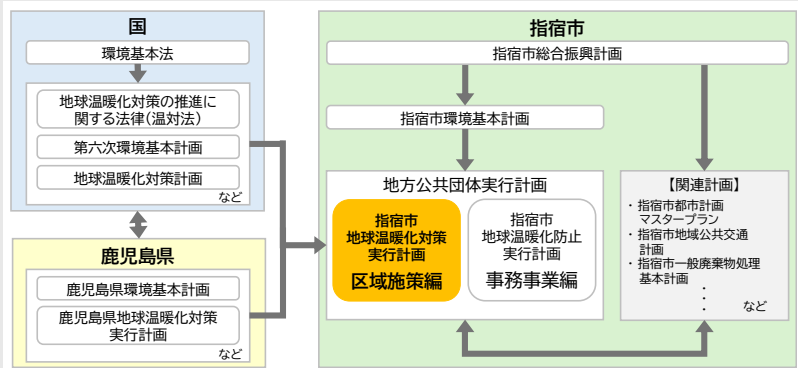 国
環境基本法
地球温暖化対策の推進に
関する法律（温対法）
第六次環境基本計画
地球温暖化対策計画
など
鹿児島県
鹿児島県環境基本計画
鹿児島県地球温暖化対策
実行計画
など
指宿市
指宿市総合振興計画
指宿市環境基本計画
地方公共団体実行計画
指宿市
地球温暖化対策
実行計画
区域施策編
指宿市
地球温暖化防止
実行計画
事務事業編
【関連計画】
・指宿市都市計画
マスタープラン
・指宿市地域公共交通
計画
・指宿市一般廃棄物処理
基本計画
・
・
・
など